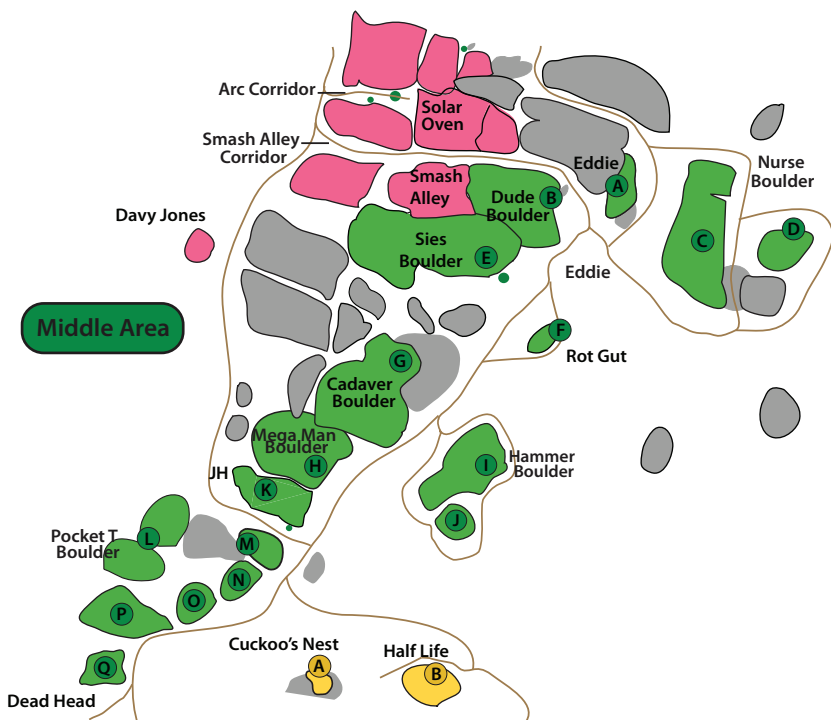 Arc Corridor
Solar
Oven
Smash Alley
Corridor
Eddie
A
Nurse
Boulder
Smash
Alley
Dude
Boulder
B
Davy Jones
C
D
Sies
Boulder
E
Eddie
Middle Area
F
Rot Gut
G
Cadaver
Boulder
Mega Man
Boulder
H
Hammer
Boulder
I
JH
K
J
Pocket T
Boulder
L
M
N
O
P
Cuckoo's Nest
A
Half Life
B
Q
Dead Head